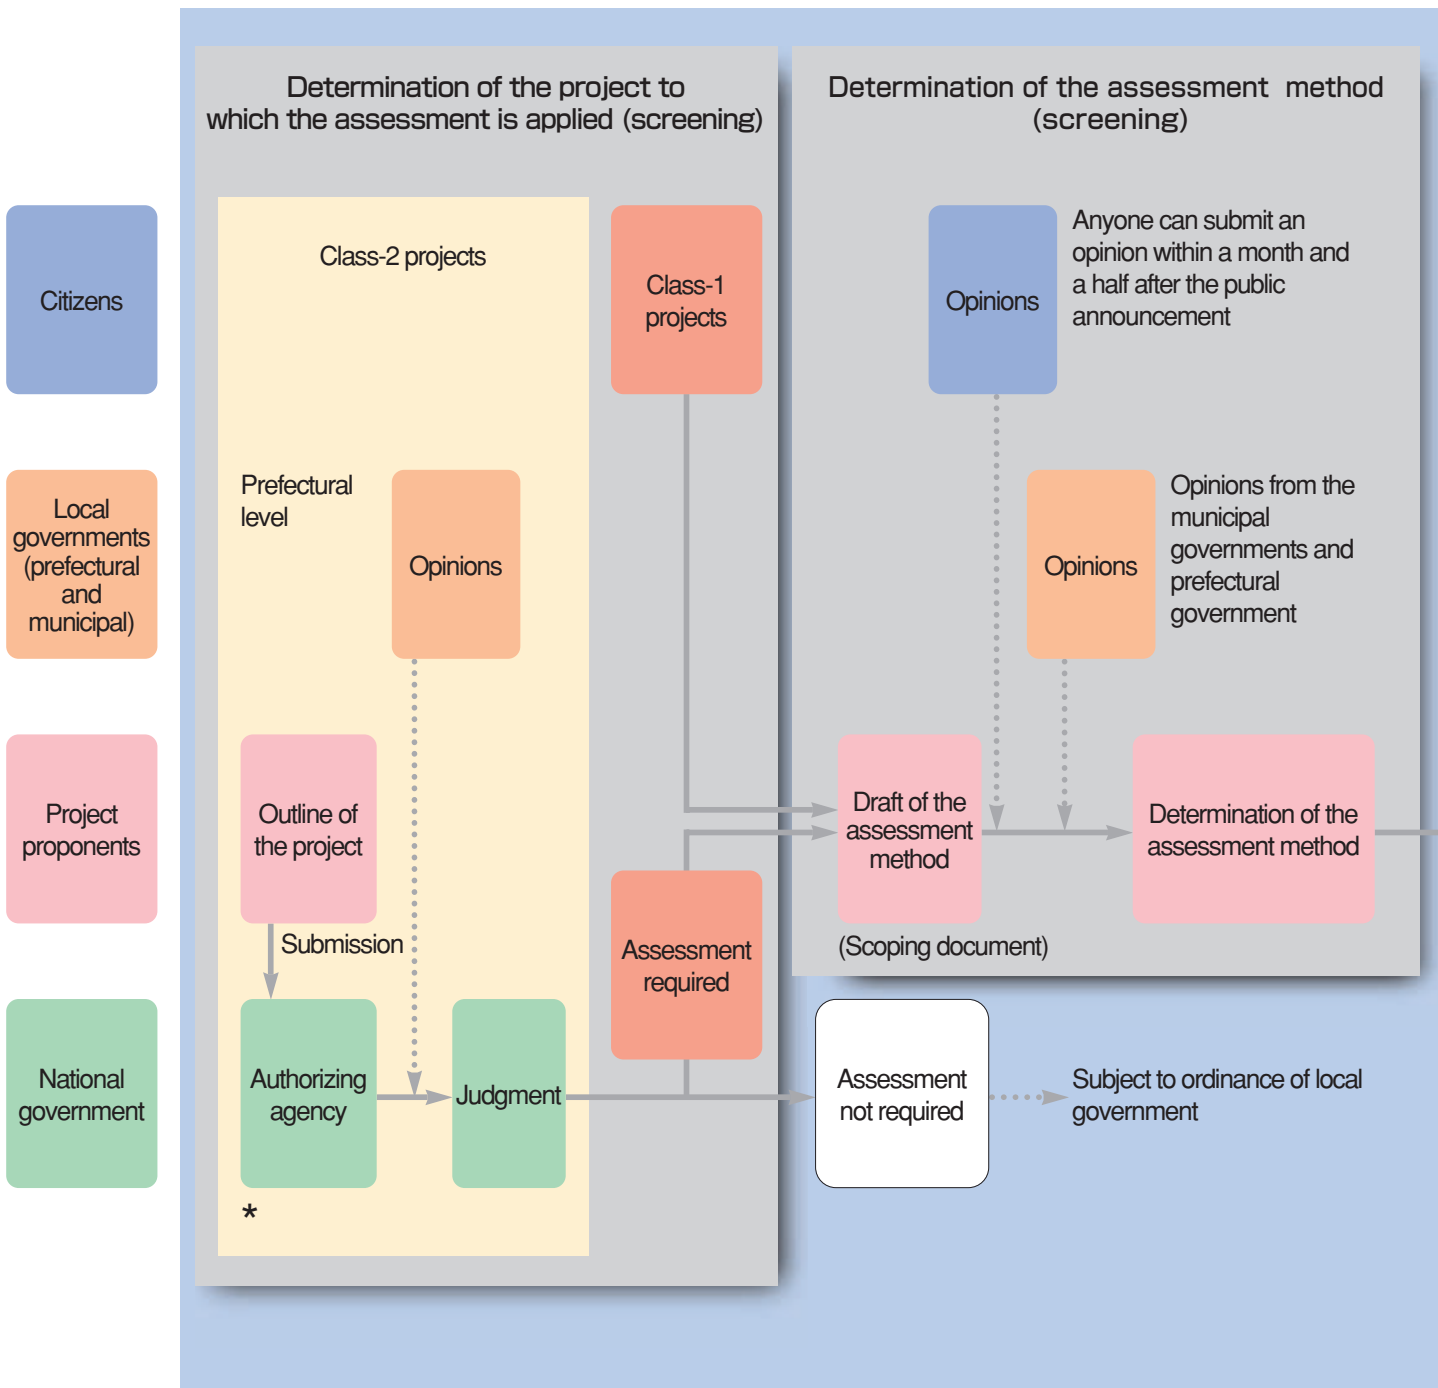 Determination of the project to
which the assessment is applied (screening)
Determination of the assessment method
(screening)
Citizens
Class-2 projects
Class-1
projects
Opinions
Anyone can submit an
opinion within a month and
a half after the public
announcement
Local
governments
(prefectural
and
municipal)
Prefectural
level
Opinions
Opinions
Opinions from the
municipal
governments and
prefectural
government
Project
proponents
Outline of
the project
Submission
Assessment
required
Draft of the
assessment
method
(Scoping document)
Determination of the
assessment method
National
government
Authorizing
agency
Judgment
Assessment
not required
Subject to ordinance of local
government
*